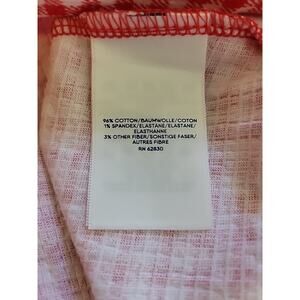 96% COTTON/BAUMWOLLE/COTON
1% SPANDEX/ELASTANE/ELASTANE/
ELASTHANNE
3% OTHER FIBER/SONSTIGE FASER/
AUTRES FIBRE
RN 62830